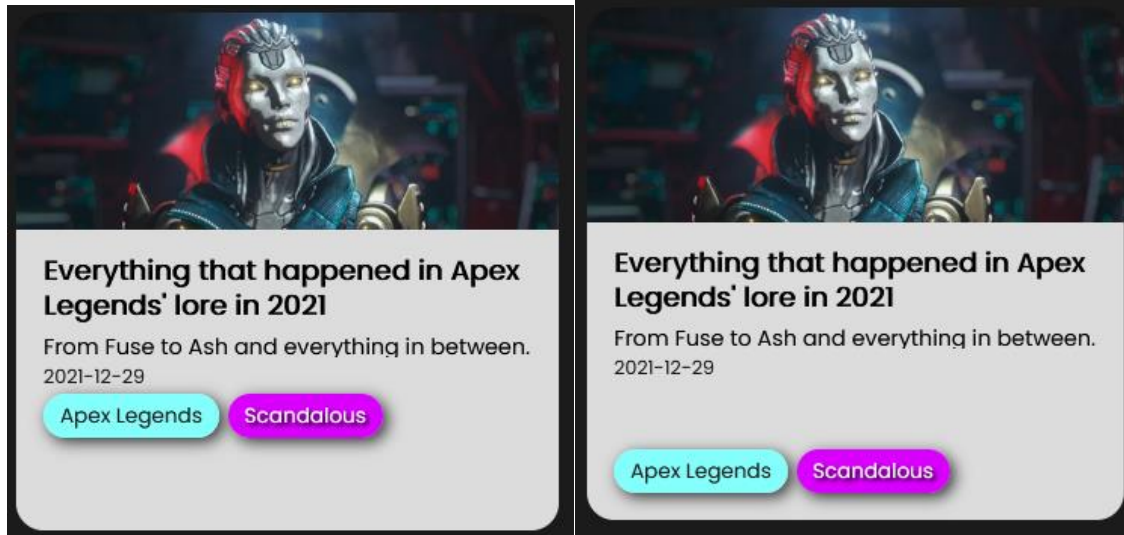 Everything that happened in Apex
Legends' lore in 2021
From Fuse to Ash and everything in between.
2021-12-29
Apex Legends
Scandalous
Everything that happened in Apex
Legends' lore in 2021
From Fuse to Ash and everything in between.
2021-12-29
Apex Legends
Scandalous